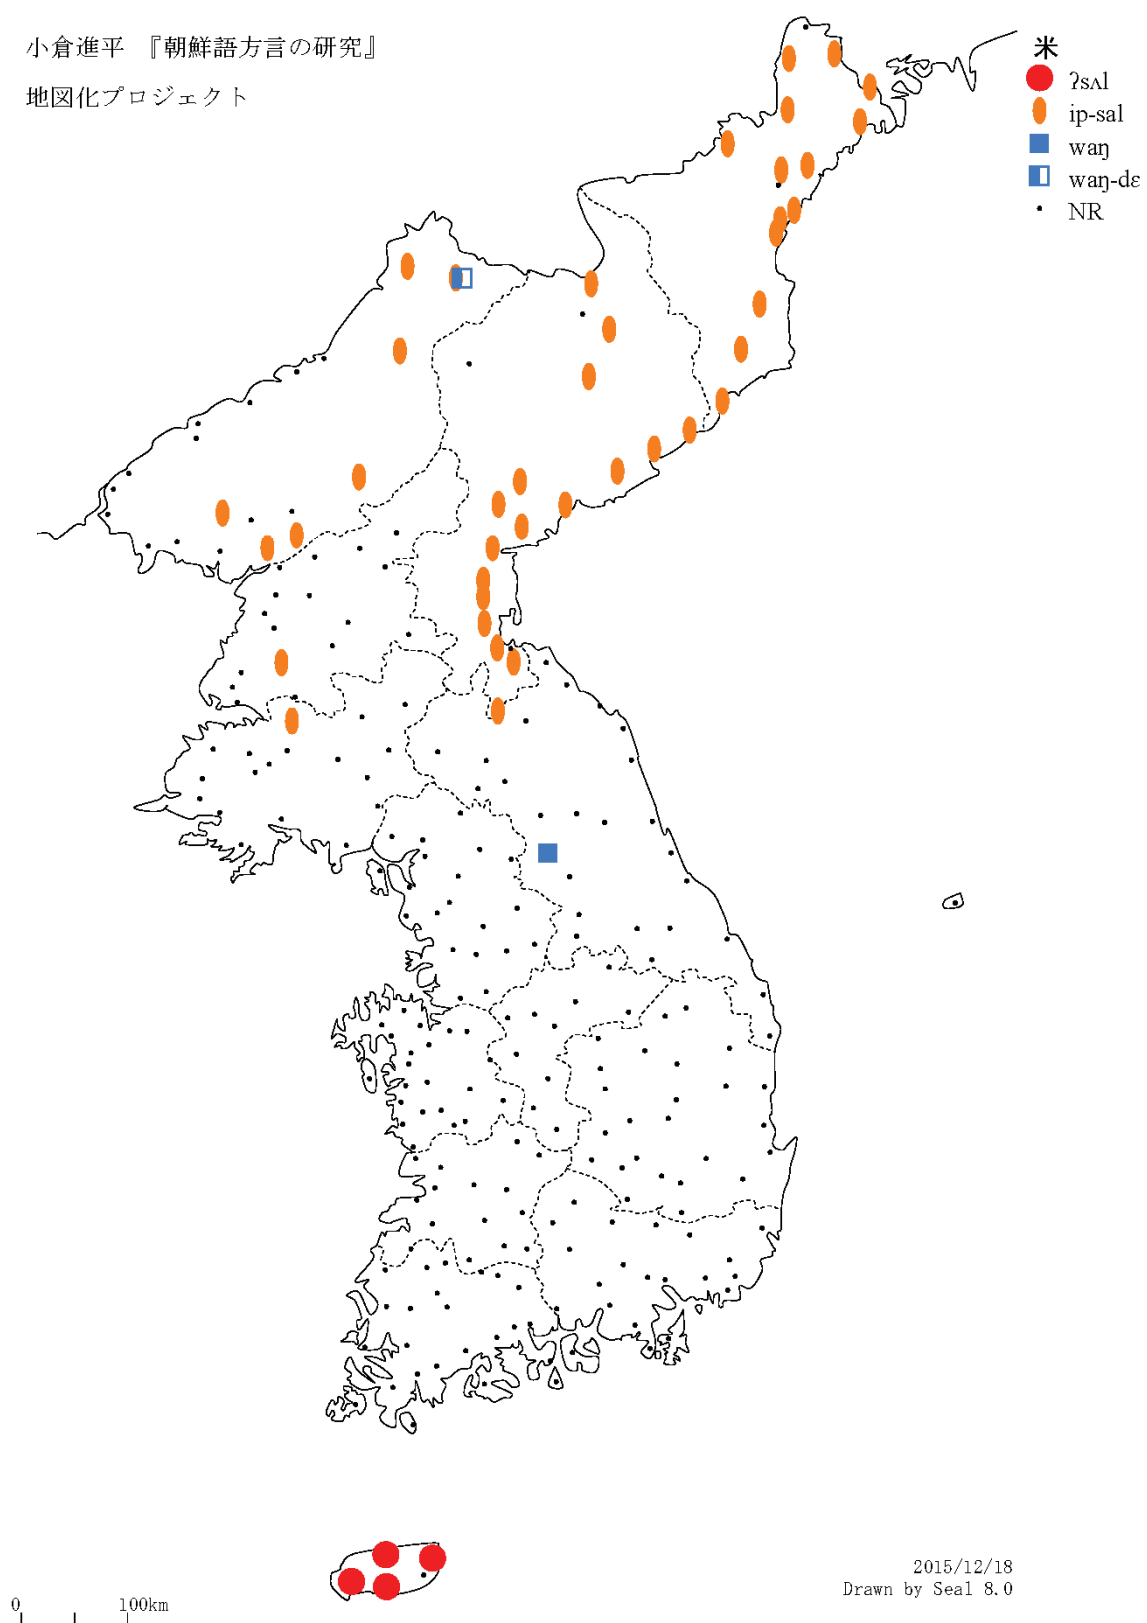 小倉進平 『朝鮮語方言の研究』
地図化プロジェクト
米
ʔsʌl
ip-sal
waŋ
waŋ-dɛ
NR
2015/12/18
Drawn by Seal 8.0
0 100km